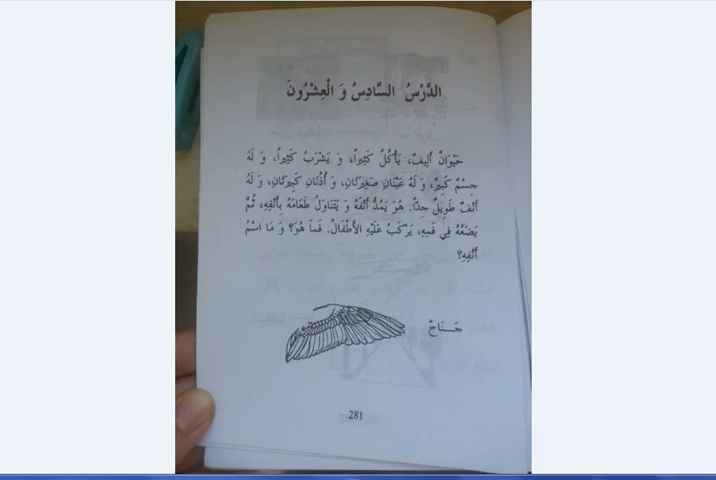 الدَّرْسُ السَّادِسُ وَ الْعِشْرُونَ
حَيْوَانٌ أَلِيفٌ، يَأْكُلُ كَثِيراً، وَ يَشْرَبُ كَثِيراً، وَ لَهُ
جِسْمٌ كَبِيرٌ، وَ لَهُ عَيْنَانِ صَغِيرَتَانِ، وَ أُذُنَانِ كَبِيرَتَانِ، وَ لَهُ
أَنْفٌ طَوِيلٌ جِدّاً. هُوَ يَمُدُّ أَنْفَهُ وَ يَتَنَاوَلُ طَعَامَهُ بِأَنْفِهِ، ثُمَّ
يَضَعُهُ فِي فَمِهِ، يَرْكَبُ عَلَيْهِ الأَطْفَالُ. فَمَا هُوَ؟ وَ مَا اسْمُ
أَنْفِهِ؟
جَنَاحٌ
281